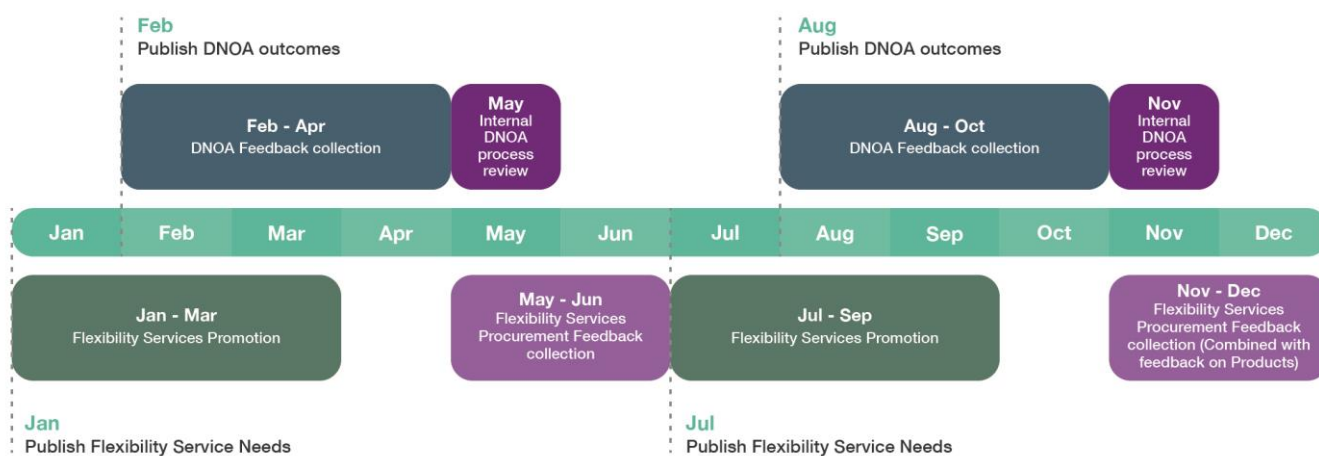 Feb
Publish DNOA outcomes
Aug
Publish DNOA outcomes
Feb - Apr
DNOA Feedback collection
May
Internal
DNOA
process
review
Aug - Oct
DNOA Feedback collection
Nov
Internal
DNOA
process
review
Jan Feb Mar Apr May Jun Jul Aug Sep Oct Nov Dec
Jan - Mar
Flexibility Services Promotion
May - Jun
Flexibility Services
Procurement Feedback
collection
Jul - Sep
Flexibility Services Promotion
Nov - Dec
Flexibility Services
Procurement Feedback
collection (Combined with
feedback on Products)
Jan
Publish Flexibility Service Needs
Jul
Publish Flexibility Service Needs